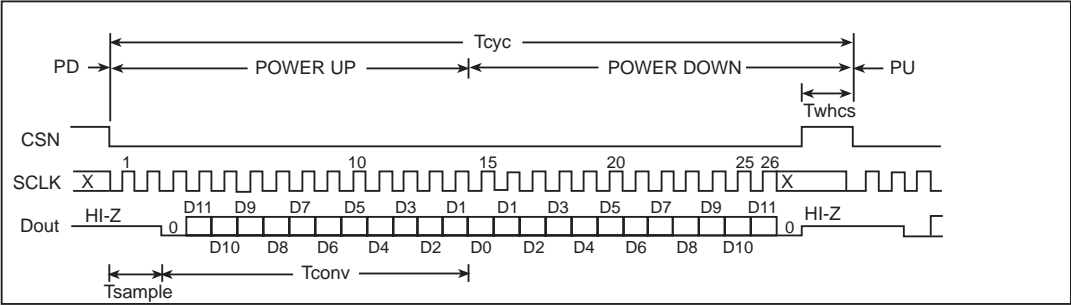 Tcyc
PD POWER UP POWER DOWN PU
Twhcs
CSN
1 10 15 20 25 26
SCLK X X
D11 D9 D7 D5 D3 D1 D1 D3 D5 D7 D9 D11
Dout HI-Z 0 0 HI-Z
D10 D8 D6 D4 D2 D0 D2 D4 D6 D8 D10
Tconv
Tsample